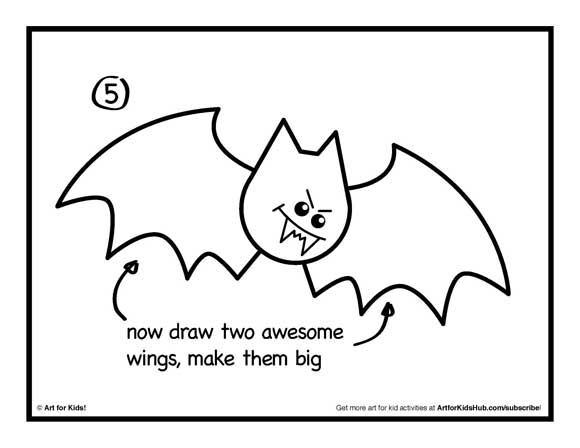 5
now draw two awesome
wings, make them big
© Art for Kids!
Get more art for kid activities at ArtforKidsHub.com/subscribe!